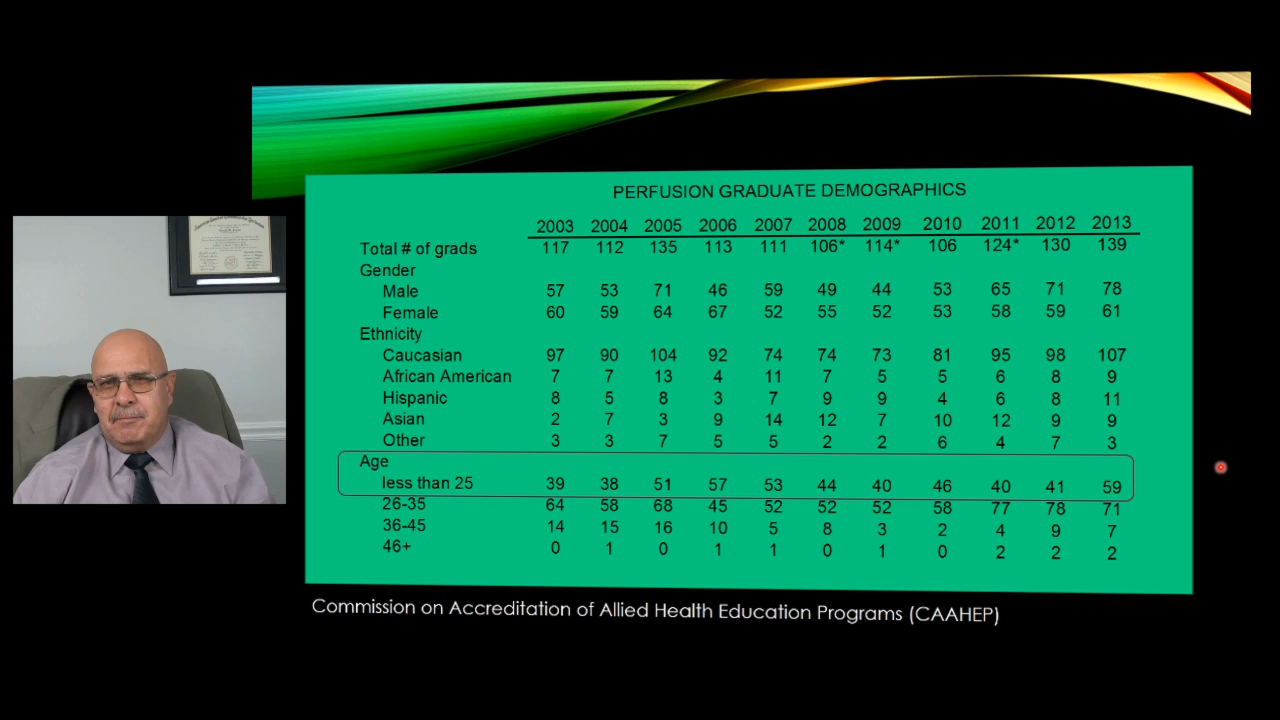 PERFUSION GRADUATE DEMOGRAPHICS
2003 2004 2005 2006 2007 2008 2009 2010 2011 2012 2013
Total # of grads 117 112 135 113 111 106* 114* 106 124* 130 139
Gender
Male 57 53 71 46 59 49 44 53 65 71 78
Female 60 59 64 67 52 55 52 53 58 59 61
Ethnicity
Caucasian 97 90 104 92 74 74 73 81 95 98 107
African American 7 7 13 4 11 7 5 5 6 8 9
Hispanic 8 5 8 3 7 9 9 4 6 8 11
Asian 2 7 3 9 14 12 7 10 12 9 9
Other 3 3 7 5 5 2 2 6 4 7 3
Age
less than 25 39 38 51 57 53 44 40 46 40 41 59
26-35 64 58 68 45 52 52 52 58 77 78 71
36-45 14 15 16 10 5 8 3 2 4 9 7
46+ 0 1 0 1 1 0 1 0 2 2 2
Commission on Accreditation of Allied Health Education Programs (CAAHEP)